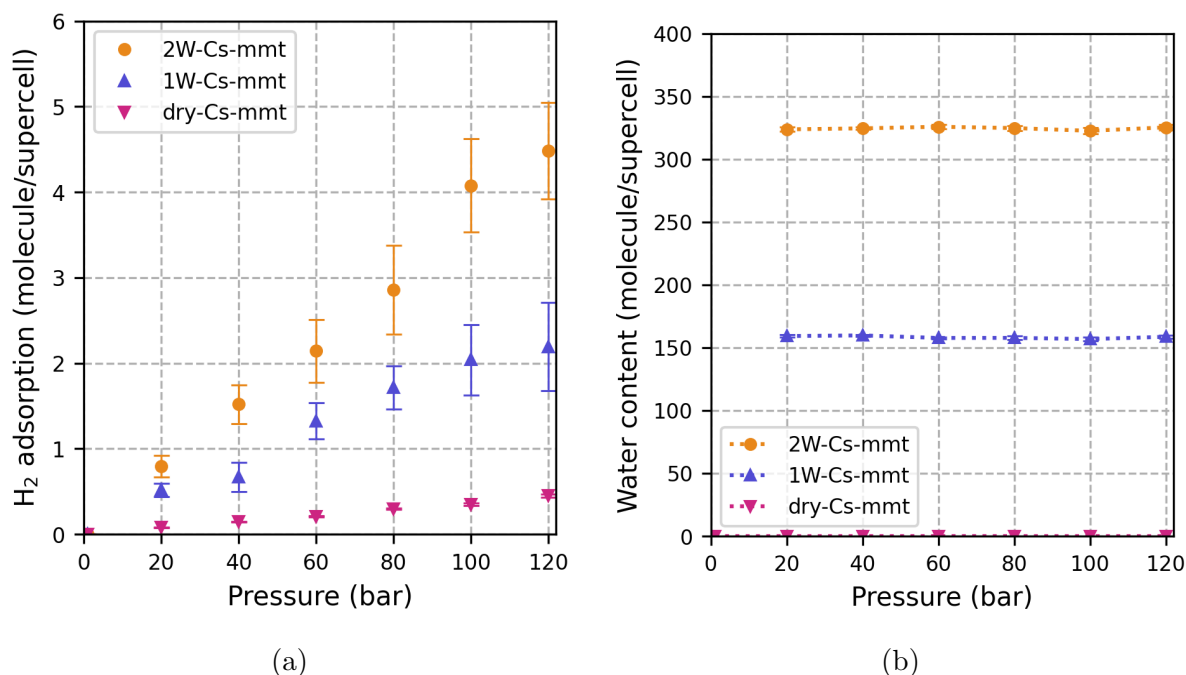 6
5
4
3
2
1
0
0 20 40 60 80 100 120
H₂ adsorption (molecule/supercell)
Pressure (bar)
2W-Cs-mmt
1W-Cs-mmt
dry-Cs-mmt
(a)
400
350
300
250
200
150
100
50
0
0 20 40 60 80 100 120
Water content (molecule/supercell)
Pressure (bar)
2W-Cs-mmt
1W-Cs-mmt
dry-Cs-mmt
(b)